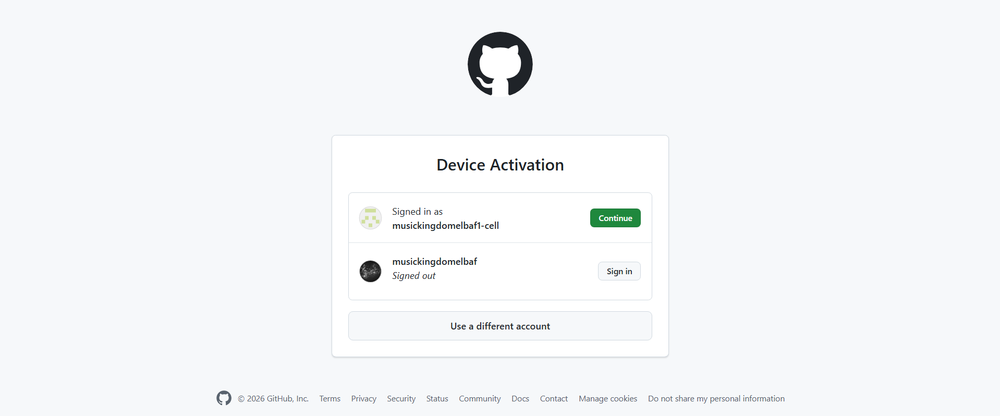 Device Activation
Signed in as
musickingdomelbaf1-cell
Continue
musickingdomelbaf
Signed out
Sign in
Use a different account
© 2026 GitHub, Inc. Terms Privacy Security Status Community Docs Contact Manage cookies Do not share my personal information